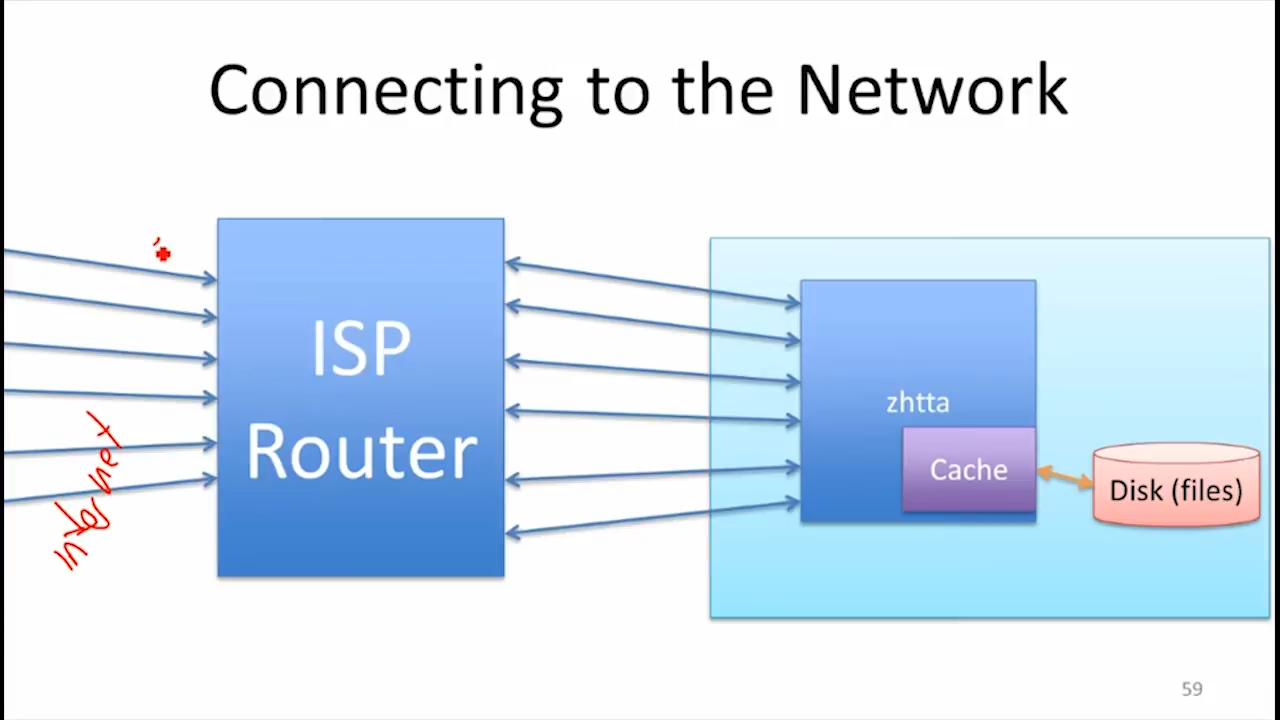 Connecting to the Network
ISP
Router
zhtta
Cache
Disk (files)
internet
59